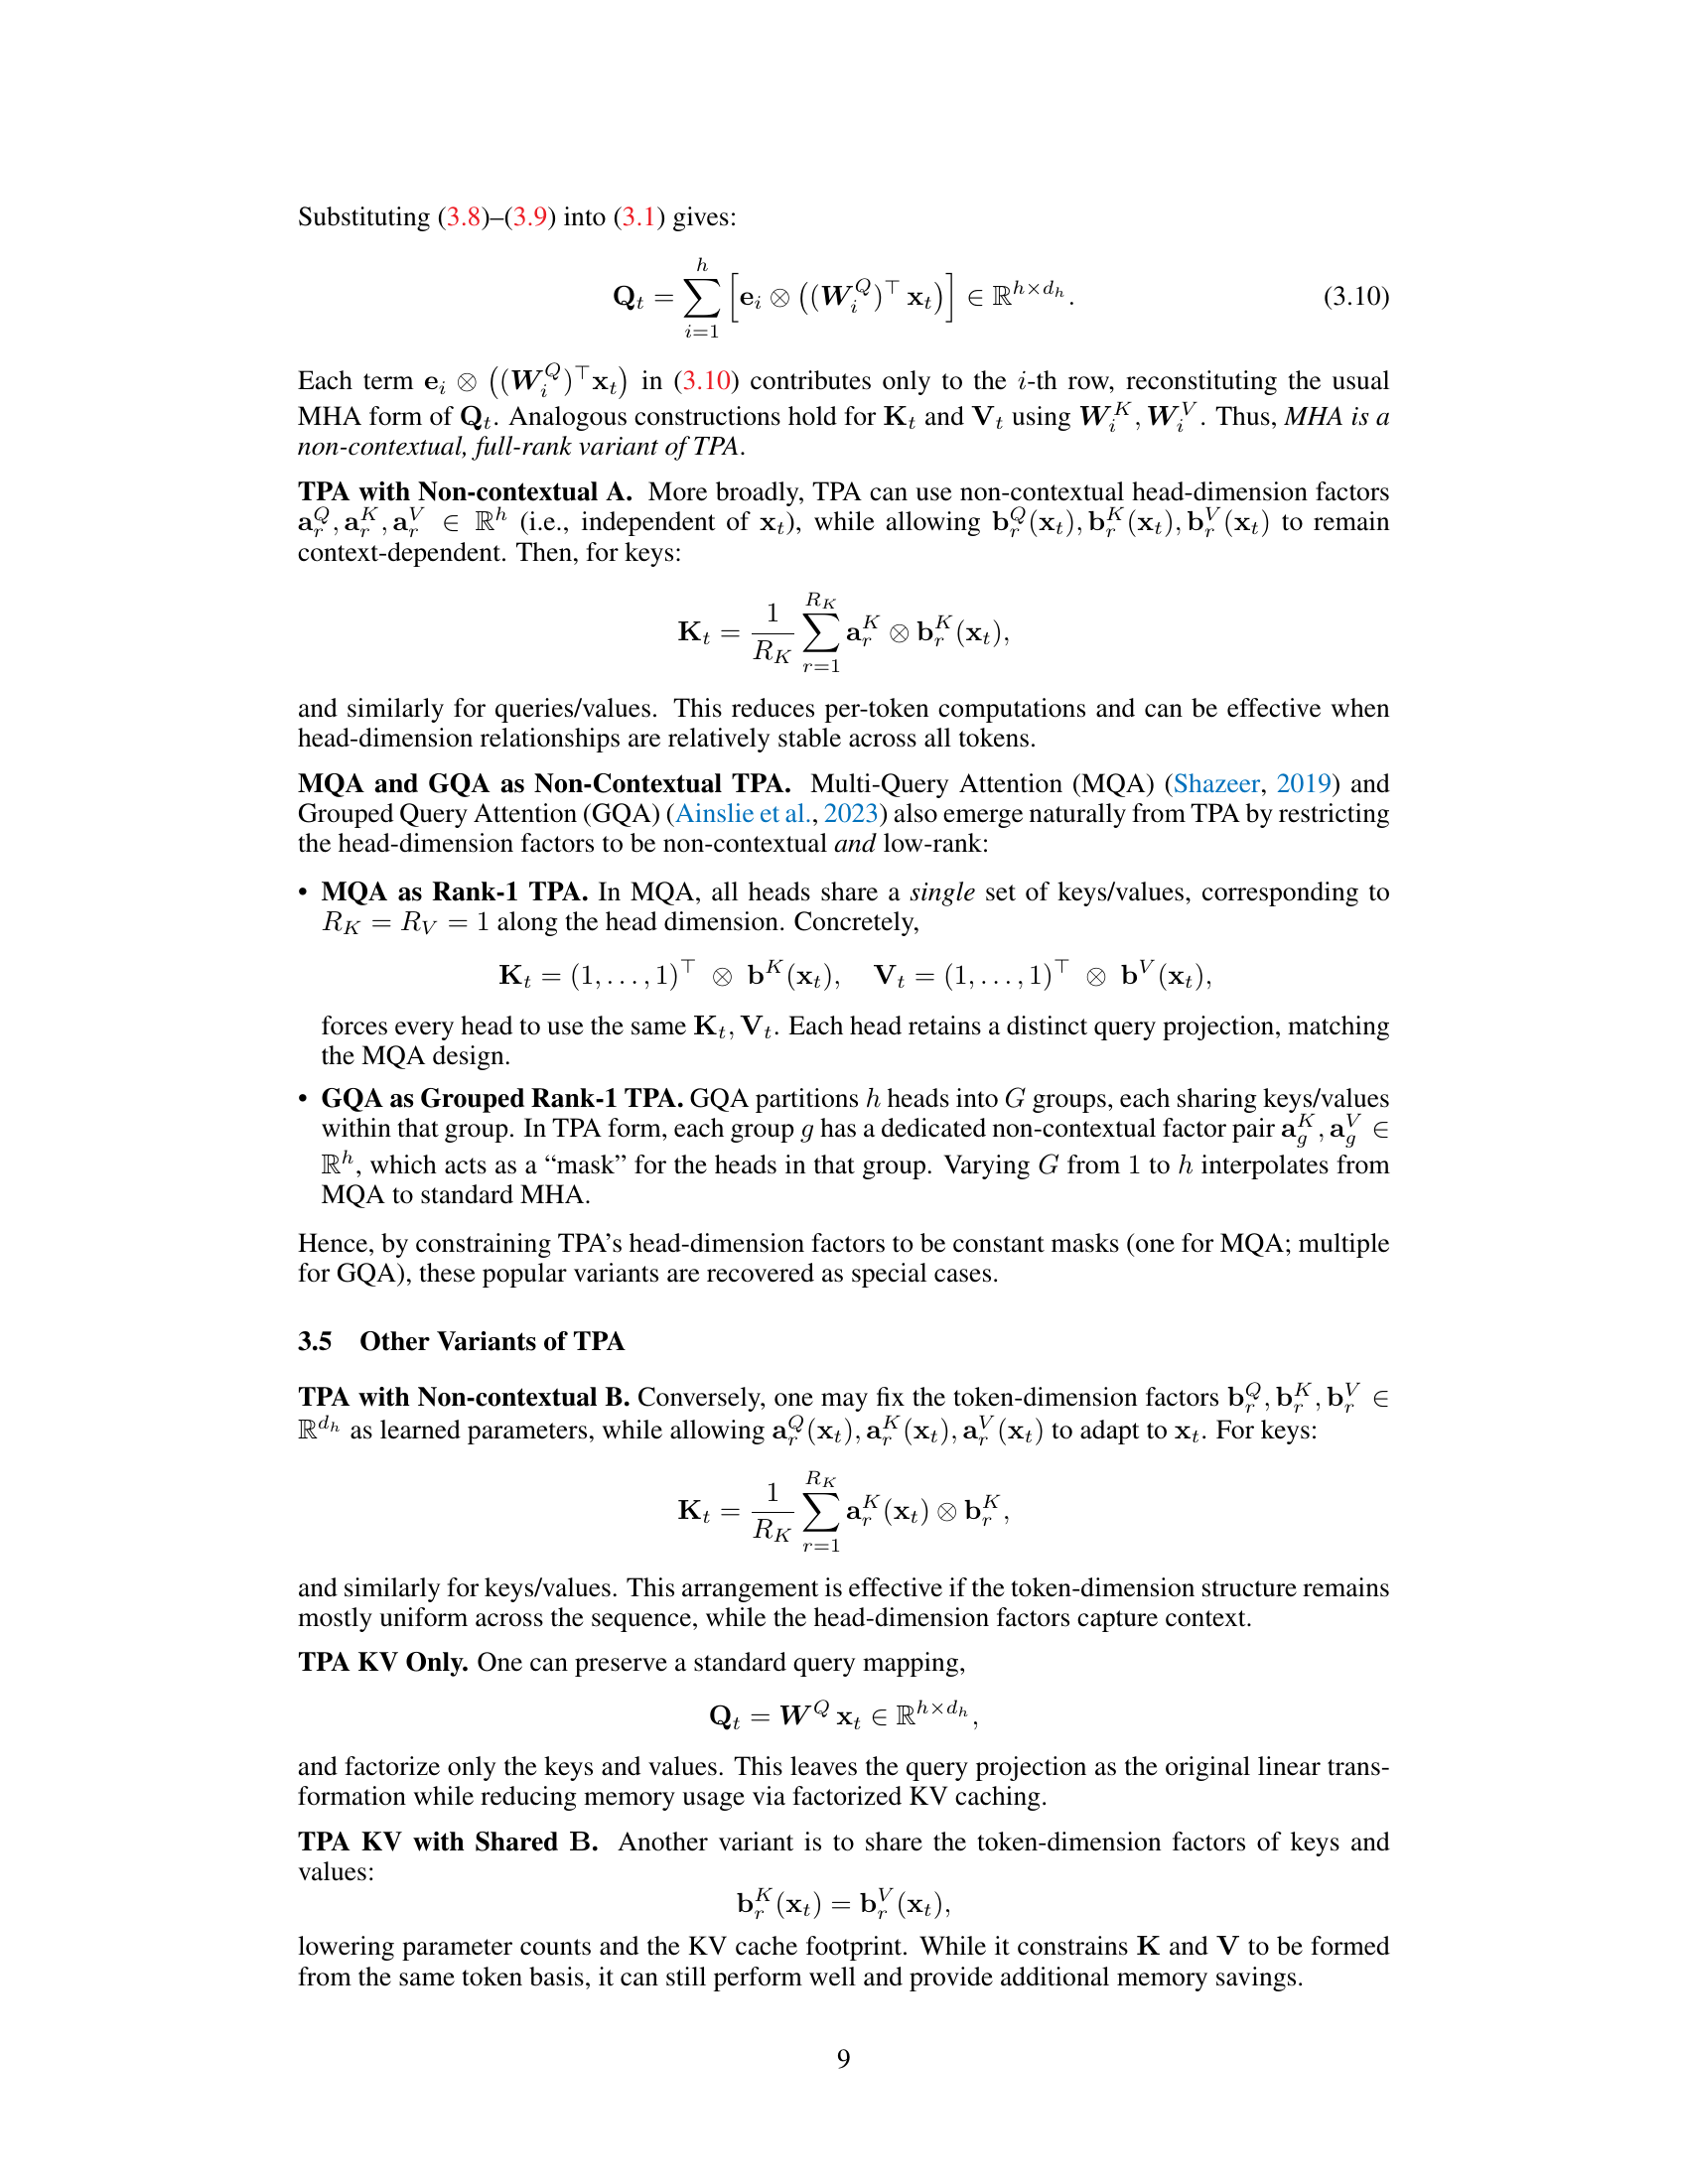 Substituting (3.8)–(3.9) into (3.1) gives:
$$\mathbf{Q}_t = \sum_{i=1}^{h} \left[ \mathbf{e}_i \otimes \left( (\boldsymbol{W}_i^Q)^\top \mathbf{x}_t \right) \right] \in \mathbb{R}^{h \times d_h}. \quad (3.10)$$
Each term $\mathbf{e}_i \otimes \left( (\boldsymbol{W}_i^Q)^\top \mathbf{x}_t \right)$ in (3.10) contributes only to the $i$-th row, reconstituting the usual
MHA form of $\mathbf{Q}_t$. Analogous constructions hold for $\mathbf{K}_t$ and $\mathbf{V}_t$ using $\boldsymbol{W}_i^K, \boldsymbol{W}_i^V$. Thus, MHA is a
non-contextual, full-rank variant of TPA.
TPA with Non-contextual A. More broadly, TPA can use non-contextual head-dimension factors
$\mathbf{a}_r^Q, \mathbf{a}_r^K, \mathbf{a}_r^V \in \mathbb{R}^h$ (i.e., independent of $\mathbf{x}_t$), while allowing $\mathbf{b}_r^Q(\mathbf{x}_t), \mathbf{b}_r^K(\mathbf{x}_t), \mathbf{b}_r^V(\mathbf{x}_t)$ to remain
context-dependent. Then, for keys:
$$\mathbf{K}_t = \frac{1}{R_K} \sum_{r=1}^{R_K} \mathbf{a}_r^K \otimes \mathbf{b}_r^K(\mathbf{x}_t),$$
and similarly for queries/values. This reduces per-token computations and can be effective when
head-dimension relationships are relatively stable across all tokens.
MQA and GQA as Non-Contextual TPA. Multi-Query Attention (MQA) (Shazeer, 2019) and
Grouped Query Attention (GQA) (Ainslie et al., 2023) also emerge naturally from TPA by restricting
the head-dimension factors to be non-contextual and low-rank:
• MQA as Rank-1 TPA. In MQA, all heads share a single set of keys/values, corresponding to
$R_K = R_V = 1$ along the head dimension. Concretely,
$$\mathbf{K}_t = (1, \ldots, 1)^\top \otimes \mathbf{b}^K(\mathbf{x}_t), \quad \mathbf{V}_t = (1, \ldots, 1)^\top \otimes \mathbf{b}^V(\mathbf{x}_t),$$
forces every head to use the same $\mathbf{K}_t, \mathbf{V}_t$. Each head retains a distinct query projection, matching
the MQA design.
• GQA as Grouped Rank-1 TPA. GQA partitions $h$ heads into $G$ groups, each sharing keys/values
within that group. In TPA form, each group $g$ has a dedicated non-contextual factor pair $\mathbf{a}_g^K, \mathbf{a}_g^V \in$
$\mathbb{R}^h$, which acts as a “mask” for the heads in that group. Varying $G$ from 1 to $h$ interpolates from
MQA to standard MHA.
Hence, by constraining TPA’s head-dimension factors to be constant masks (one for MQA; multiple
for GQA), these popular variants are recovered as special cases.
3.5 Other Variants of TPA
TPA with Non-contextual B. Conversely, one may fix the token-dimension factors $\mathbf{b}_r^Q, \mathbf{b}_r^K, \mathbf{b}_r^V \in$
$\mathbb{R}^{d_h}$ as learned parameters, while allowing $\mathbf{a}_r^Q(\mathbf{x}_t), \mathbf{a}_r^K(\mathbf{x}_t), \mathbf{a}_r^V(\mathbf{x}_t)$ to adapt to $\mathbf{x}_t$. For keys:
$$\mathbf{K}_t = \frac{1}{R_K} \sum_{r=1}^{R_K} \mathbf{a}_r^K(\mathbf{x}_t) \otimes \mathbf{b}_r^K,$$
and similarly for keys/values. This arrangement is effective if the token-dimension structure remains
mostly uniform across the sequence, while the head-dimension factors capture context.
TPA KV Only. One can preserve a standard query mapping,
$$\mathbf{Q}_t = \boldsymbol{W}^Q \mathbf{x}_t \in \mathbb{R}^{h \times d_h},$$
and factorize only the keys and values. This leaves the query projection as the original linear trans-
formation while reducing memory usage via factorized KV caching.
TPA KV with Shared B. Another variant is to share the token-dimension factors of keys and
values:
$$\mathbf{b}_r^K(\mathbf{x}_t) = \mathbf{b}_r^V(\mathbf{x}_t),$$
lowering parameter counts and the KV cache footprint. While it constrains $\mathbf{K}$ and $\mathbf{V}$ to be formed
from the same token basis, it can still perform well and provide additional memory savings.
9